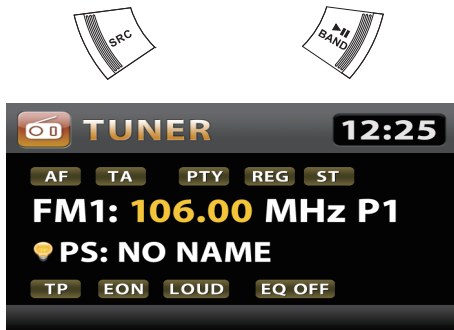 SRC
BAND
TUNER 12:25
AF TA PTY REG ST
FM1: 106.00 MHz P1
PS: NO NAME
TP EON LOUD EQ OFF